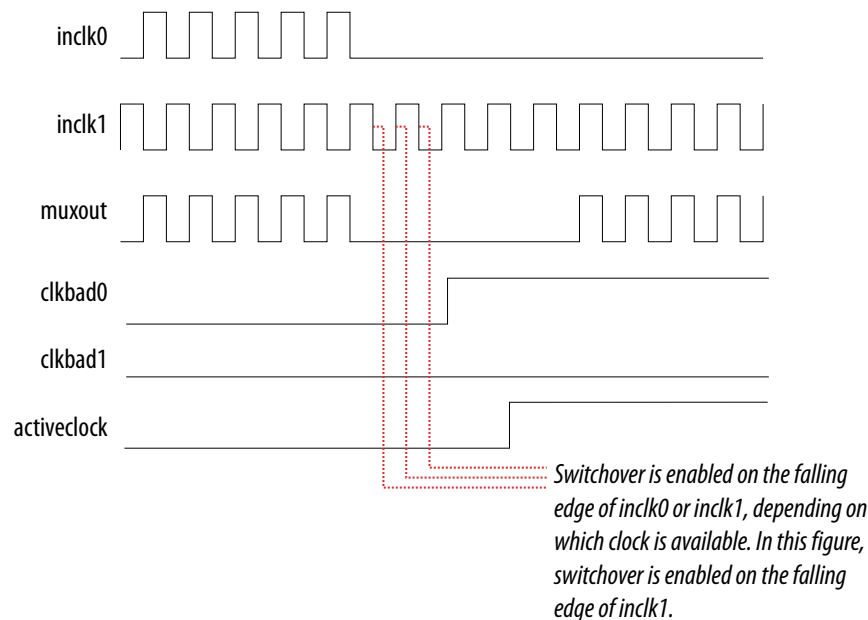 inclk0
inclk1
muxout
clkbad0
clkbad1
activeclock
Switchover is enabled on the falling
edge of inclk0 or inclk1, depending on
which clock is available. In this figure,
switchover is enabled on the falling
edge of inclk1.